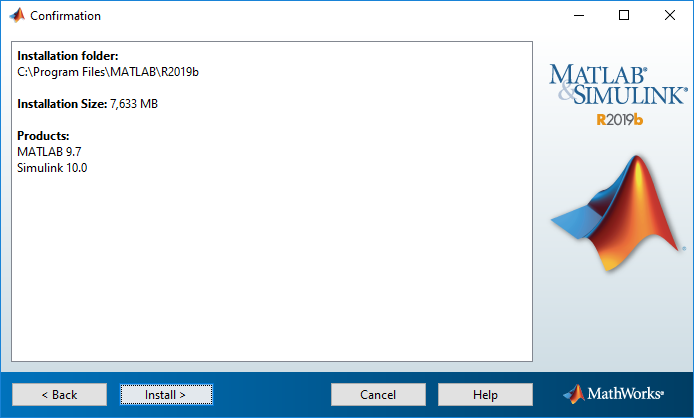 Confirmation
Installation folder:
C:\Program Files\MATLAB\R2019b
Installation Size: 7,633 MB
Products:
MATLAB 9.7
Simulink 10.0
MATLAB®
&SIMULINK®
R2019b
®
< Back
Install >
Cancel
Help
MathWorks®